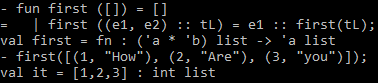 - fun first ([]) = []
=   | first ((e1, e2) :: tL) = e1 :: first(tL);
val first = fn : ('a * 'b) list -> 'a list
- first([(1, "How"), (2, "Are"), (3, "you")]);
val it = [1,2,3] : int list